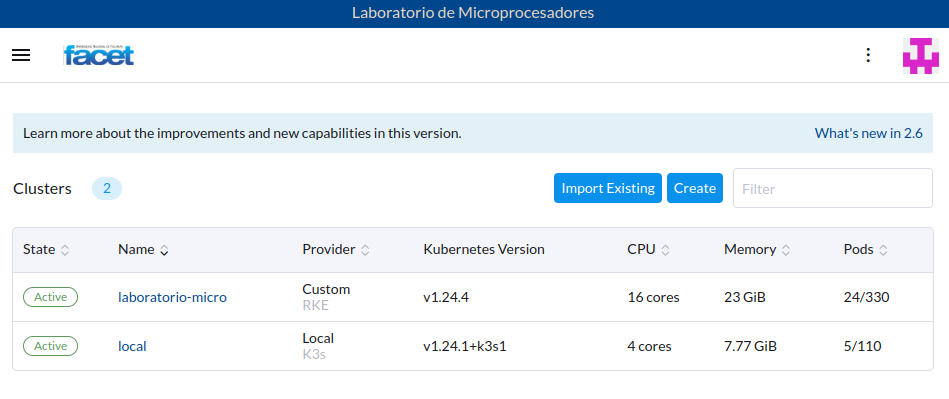 Laboratorio de Microprocesadores
facet
Learn more about the improvements and new capabilities in this version. What's new in 2.6
Clusters 2 Import Existing Create Filter
State Name Provider Kubernetes Version CPU Memory Pods
Active laboratorio-micro Custom v1.24.4 16 cores 23 GiB 24/330
RKE
Active local Local v1.24.1+k3s1 4 cores 7.77 GiB 5/110
K3s